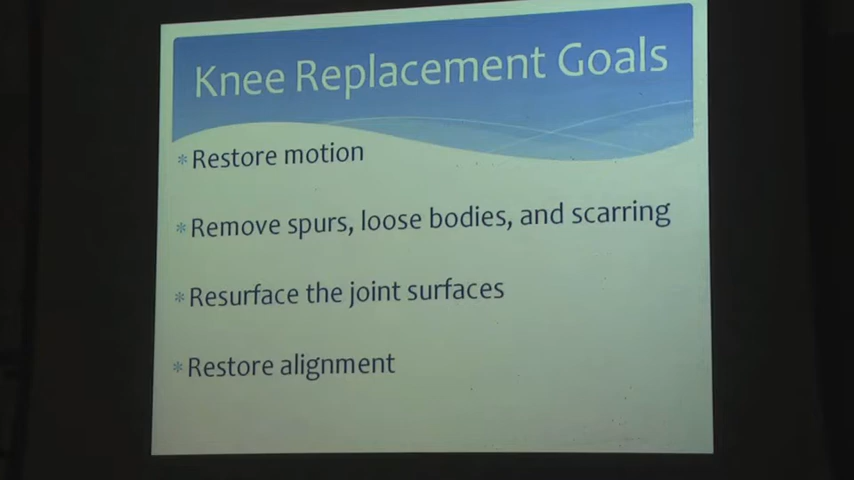 Knee Replacement Goals
* Restore motion
* Remove spurs, loose bodies, and scarring
* Resurface the joint surfaces
* Restore alignment